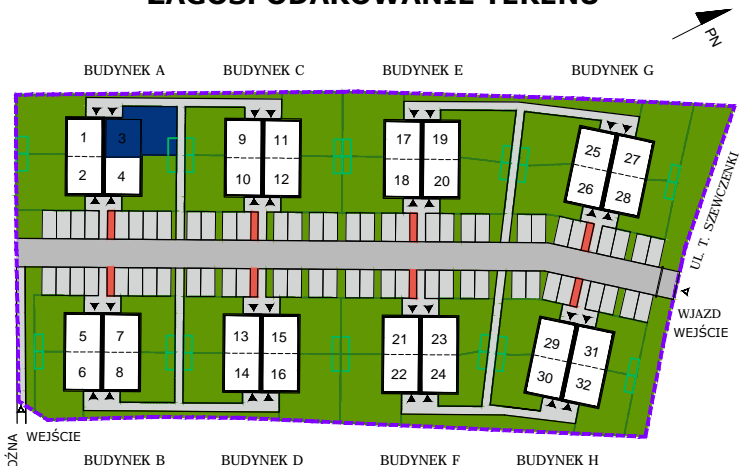 PN
BUDYNEK A BUDYNEK C BUDYNEK E BUDYNEK G
1 3 9 11 17 19 25 27
2 4 10 12 18 20 26 28
UL. T. SZEWCZENKI
WJAZD
WEJŚCIE
5 7 13 15 21 23 29 31
6 8 14 16 22 24 30 32
WEJŚCIE
BUDYNEK B BUDYNEK D BUDYNEK F BUDYNEK H